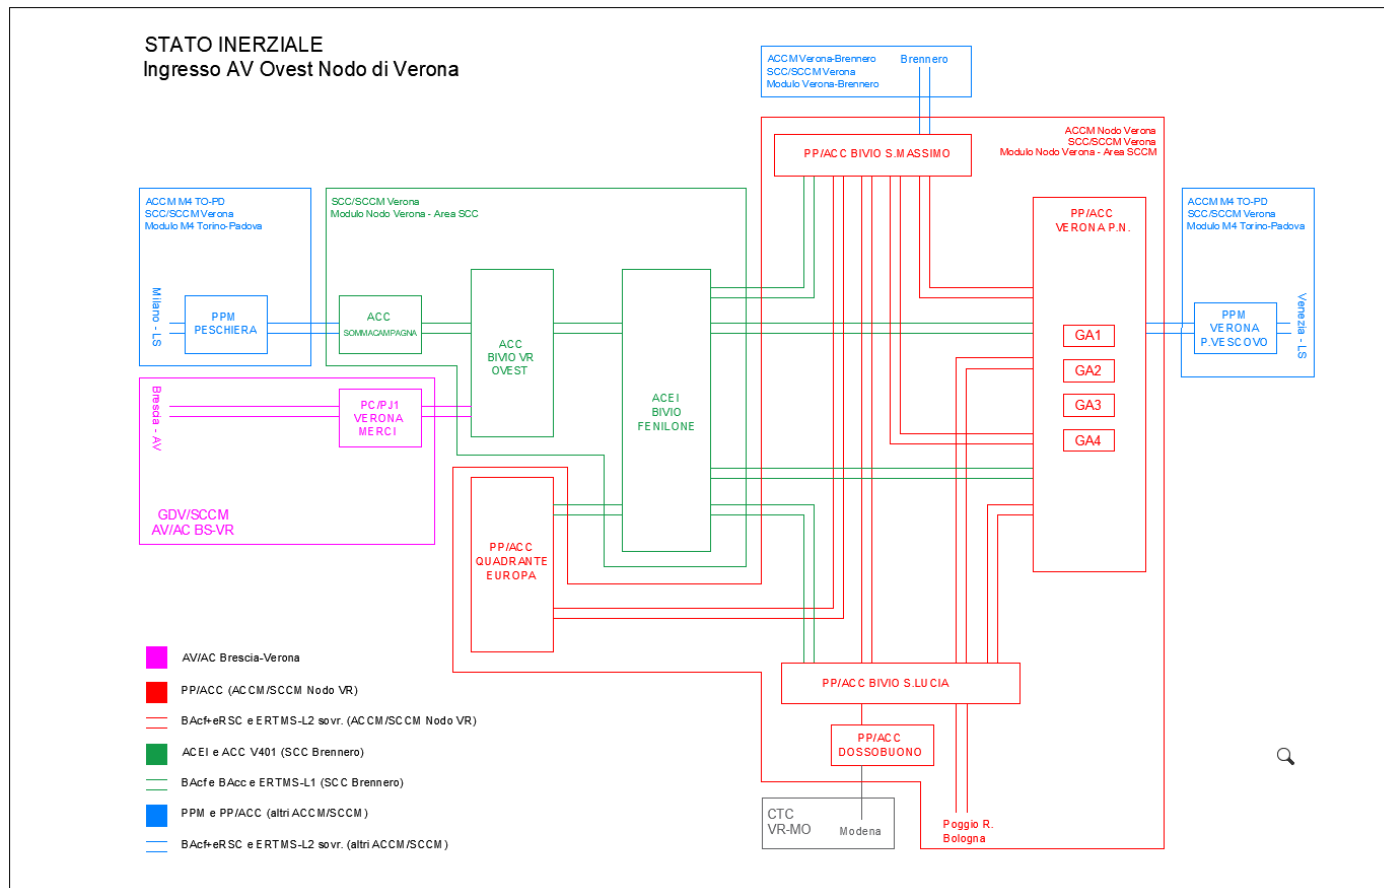 STATO INERZIALE
Ingresso AV Ovest Nodo di Verona
ACCM Verona-Brennero
SCC/SCCM Verona
Modulo Verona-Brennero
Brennero
ACCM Nodo Verona
SCC/SCCM Verona
Modulo Nodo Verona - Area SCCM
PP/ACC BIVIO S.MASSIMO
ACCM M4 TO-PD
SCC/SCCM Verona
Modulo M4 Torino-Padova
Milano - LS
PPM
PESCHIERA
SCC/SCCM Verona
Modulo Nodo Verona - Area SCC
ACC
SOMMACAMPAGNA
ACC
BIVIO VR
OVEST
ACEI
BIVIO
FENILONE
PP/ACC
VERONA P.N.
GA1
GA2
GA3
GA4
ACCM M4 TO-PD
SCC/SCCM Verona
Modulo M4 Torino-Padova
PPM
VERONA
P.VESCOVO
Venezia - LS
Brescia - AV
PC/PJ1
VERONA
MERCI
GDV/SCCM
AV/AC BS-VR
PP/ACC
QUADRANTE
EUROPA
PP/ACC BIVIO S.LUCIA
PP/ACC
DOSSOBUONO
CTC
VR-MO
Modena
Poggio R.
Bologna
AV/AC Brescia-Verona
PP/ACC (ACCM/SCCM Nodo VR)
BAcf+eRSC e ERTMS-L2 sovr. (ACCM/SCCM Nodo VR)
ACEI e ACC V401 (SCC Brennero)
BAcf e BAcc e ERTMS-L1 (SCC Brennero)
PPM e PP/ACC (altri ACCM/SCCM)
BAcf+eRSC e ERTMS-L2 sovr. (altri ACCM/SCCM)